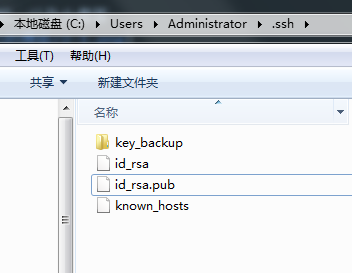 本地磁盘 (C:) ▸ Users ▸ Administrator ▸ .ssh ▸
工具(T) 帮助(H)
共享 ▼ 新建文件夹
名称
key_backup
id_rsa
id_rsa.pub
known_hosts